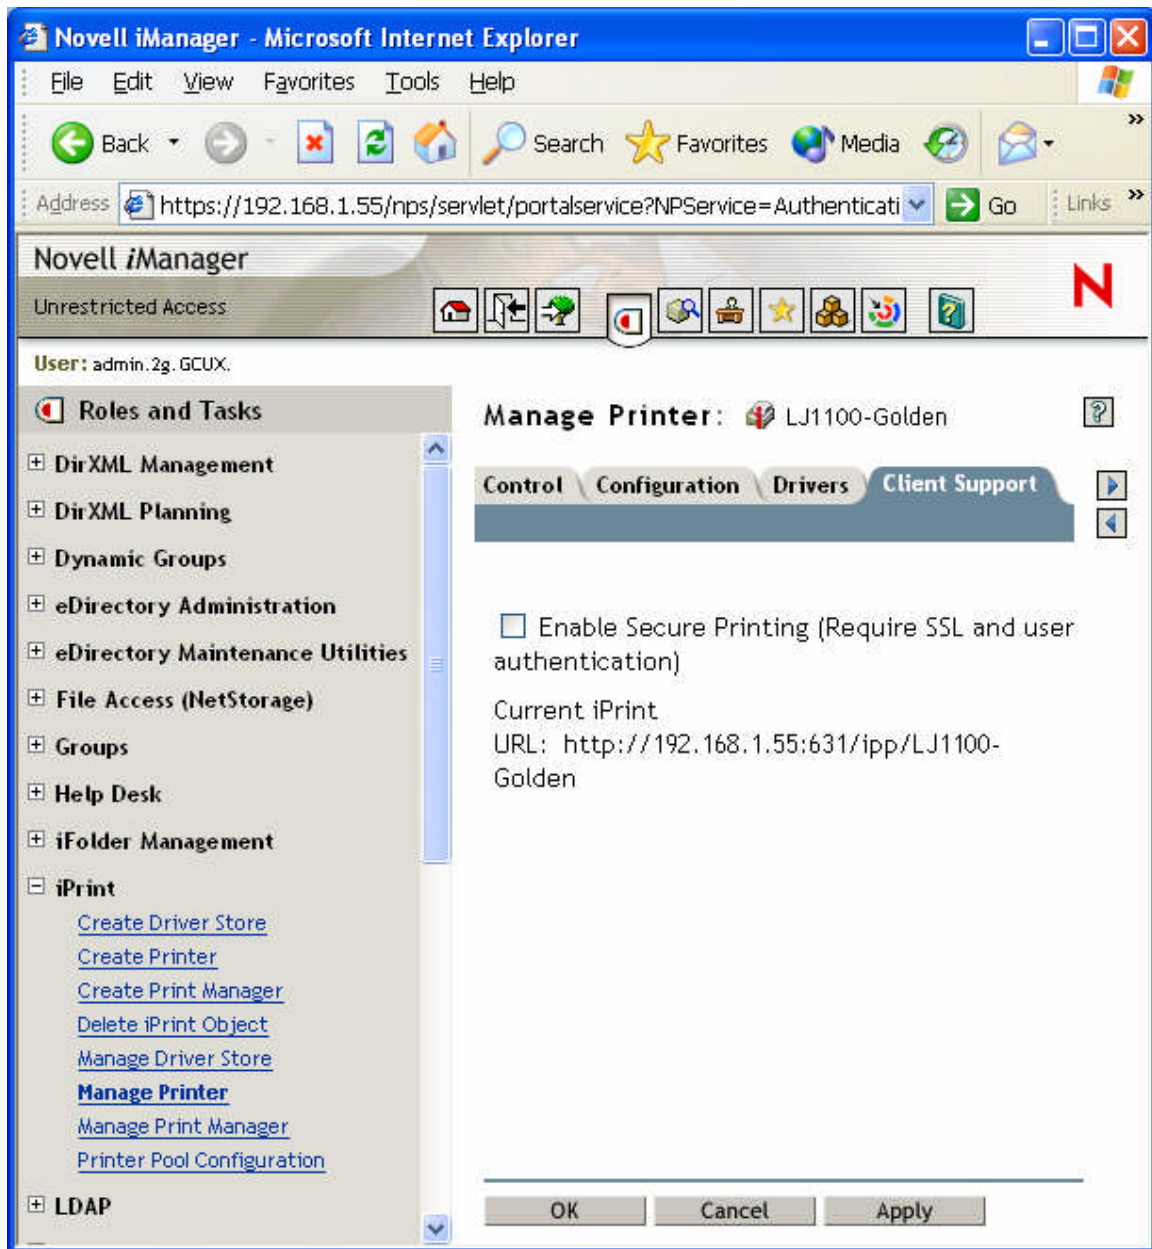 Novell iManager - Microsoft Internet Explorer
File Edit View Favorites Tools Help
Back Search Favorites Media »
Address https://192.168.1.55/nps/servlet/portalservice?NPService=Authenticati Go Links »
Novell iManager
Unrestricted Access
N
User: admin.2g.GCUX.
Roles and Tasks
DirXML Management
DirXML Planning
Dynamic Groups
eDirectory Administration
eDirectory Maintenance Utilities
File Access (NetStorage)
Groups
Help Desk
iFolder Management
iPrint
Create Driver Store
Create Printer
Create Print Manager
Delete iPrint Object
Manage Driver Store
Manage Printer
Manage Print Manager
Printer Pool Configuration
LDAP
Manage Printer: LJ1100-Golden ?
Control Configuration Drivers Client Support
Enable Secure Printing (Require SSL and user
authentication)
Current iPrint
URL: http://192.168.1.55:631/ipp/LJ1100-
Golden
OK Cancel Apply